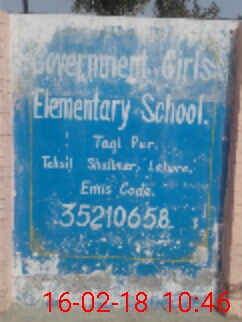 Government Girls
Elementary School.
Taqi Pur.
Tehsil Shalimar, Lahore.
Emis Code.
35210658
16-02-18 10:46